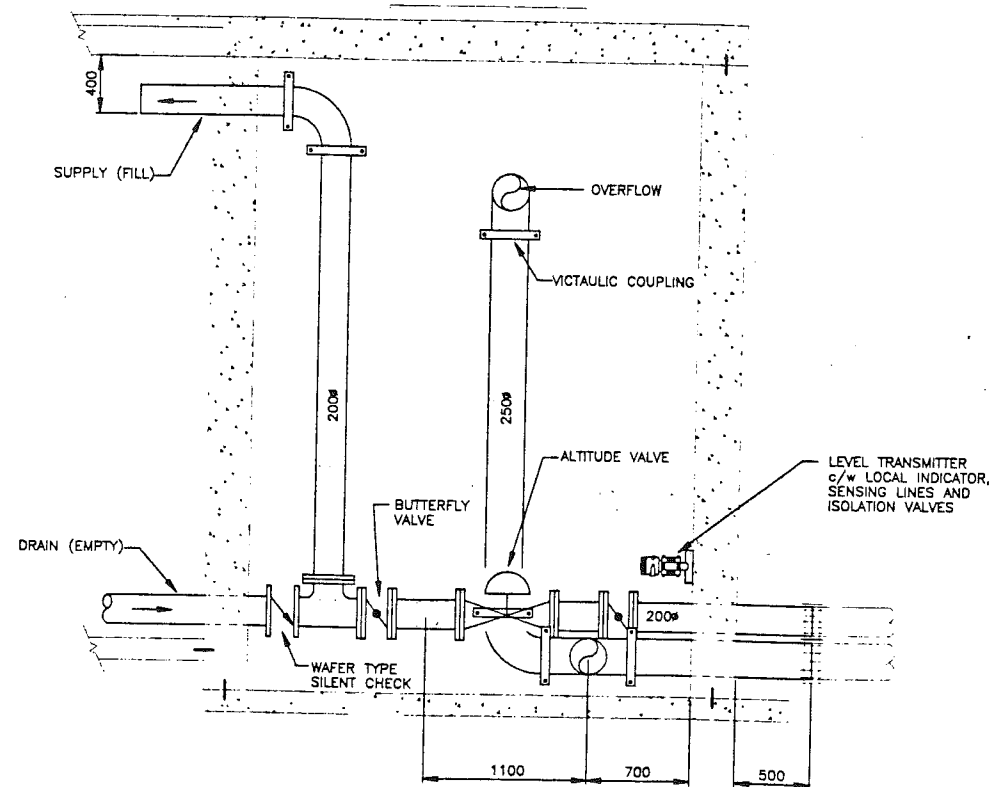 400
SUPPLY (FILL)
OVERFLOW
VICTAULIC COUPLING
200ø
250ø
ALTITUDE VALVE
LEVEL TRANSMITTER
c/w LOCAL INDICATOR,
SENSING LINES AND
ISOLATION VALVES
BUTTERFLY
VALVE
DRAIN (EMPTY)
200ø
WAFER TYPE
SILENT CHECK
1100
700
500